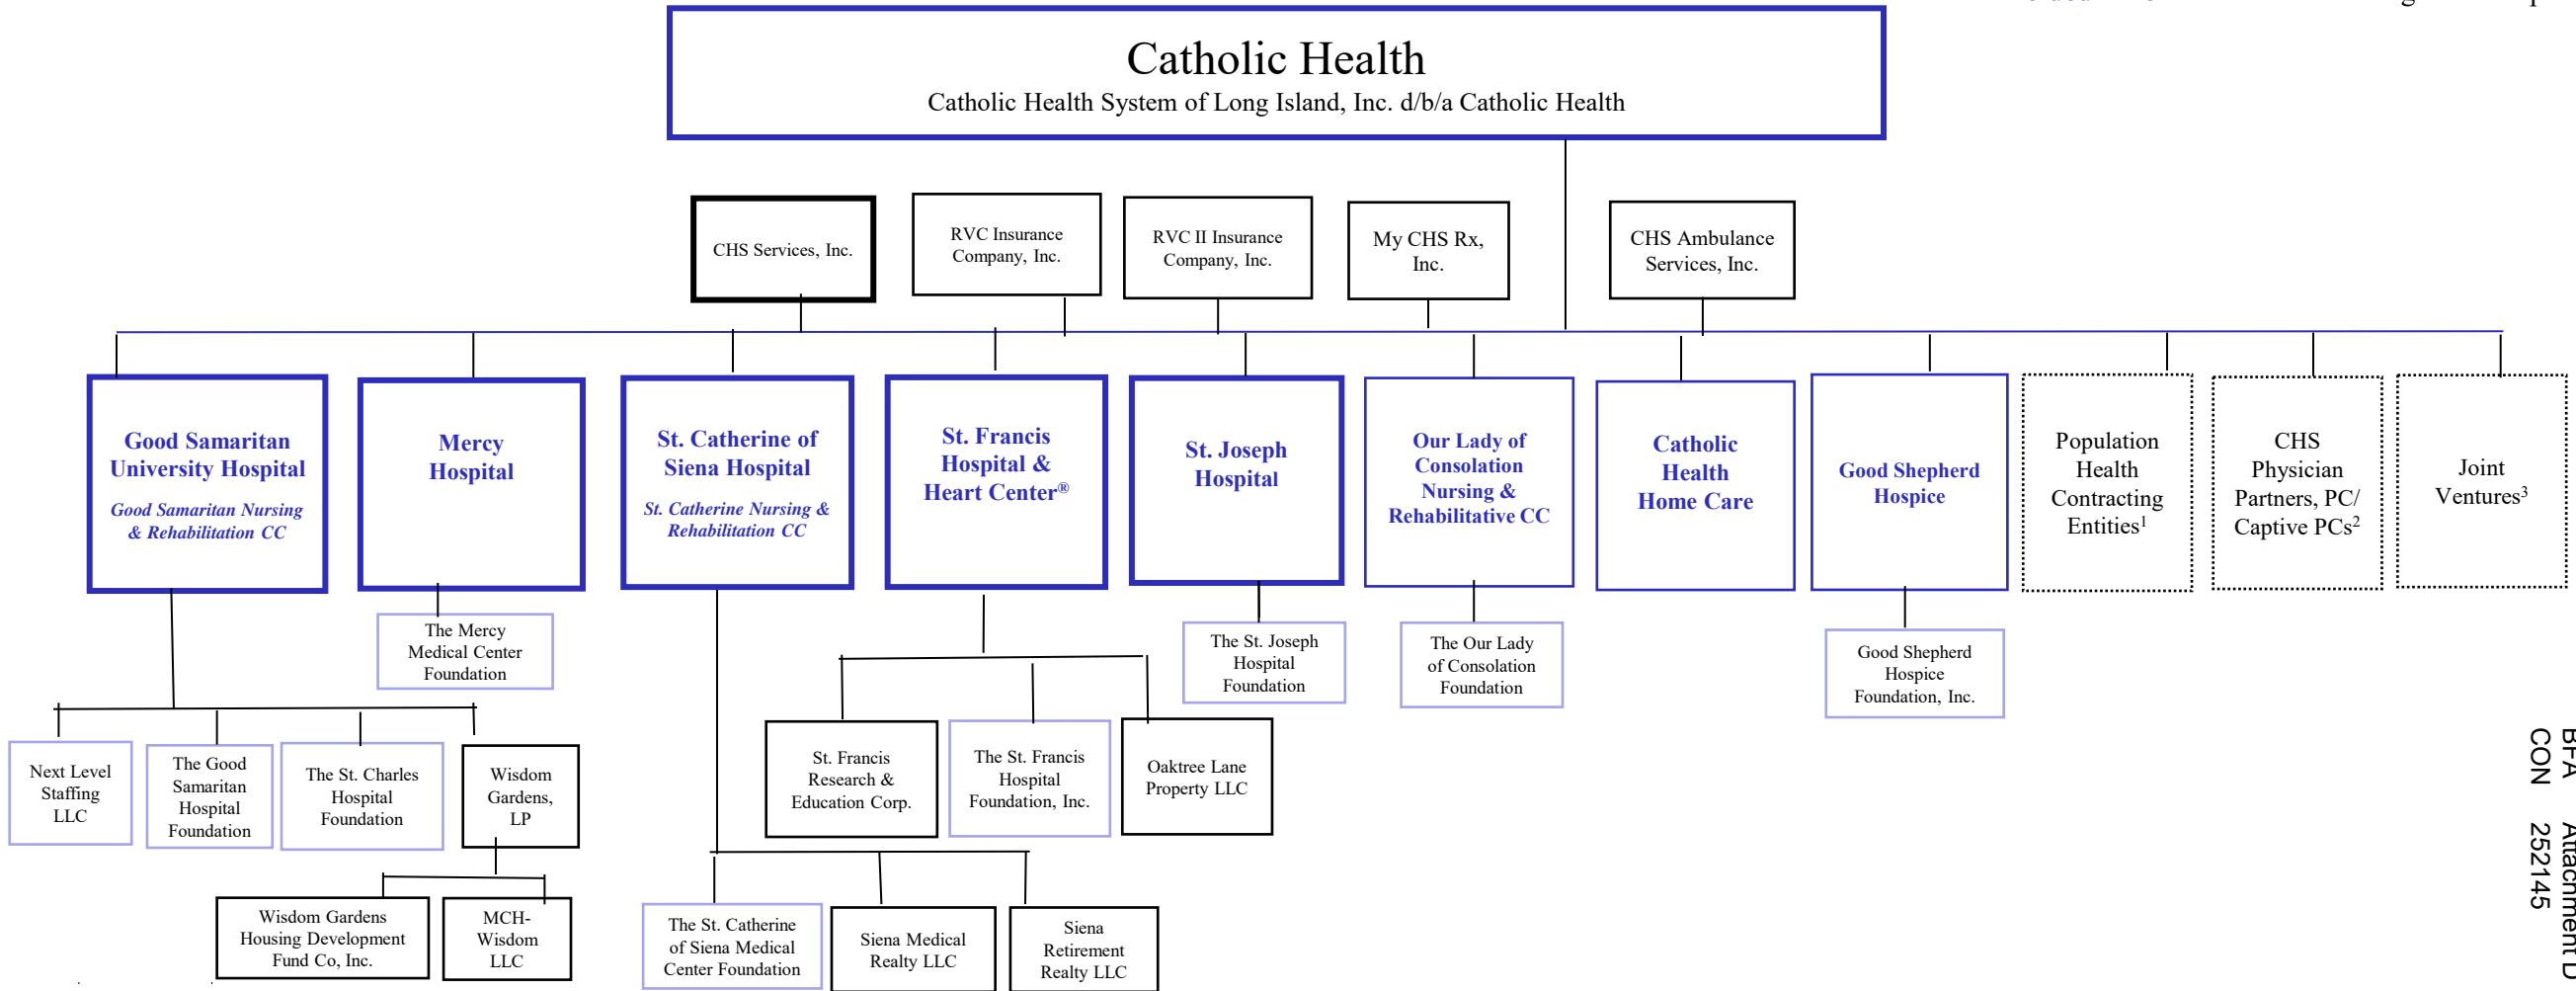 Catholic Health
Catholic Health System of Long Island, Inc. d/b/a Catholic Health
CHS Services, Inc.
RVC Insurance
Company, Inc.
RVC II Insurance
Company, Inc.
My CHS Rx,
Inc.
CHS Ambulance
Services, Inc.
Good Samaritan
University Hospital
Good Samaritan Nursing
& Rehabilitation CC
Mercy
Hospital
St. Catherine of
Siena Hospital
St. Catherine Nursing &
Rehabilitation CC
St. Francis
Hospital &
Heart Center®
St. Joseph
Hospital
Our Lady of
Consolation
Nursing &
Rehabilitative CC
Catholic
Health
Home Care
Good Shepherd
Hospice
Population
Health
Contracting
Entities¹
CHS
Physician
Partners, PC/
Captive PCs²
Joint
Ventures³
The Mercy
Medical Center
Foundation
The St. Joseph
Hospital
Foundation
The Our Lady
of Consolation
Foundation
Good Shepherd
Hospice
Foundation, Inc.
Next Level
Staffing
LLC
The Good
Samaritan
Hospital
Foundation
The St. Charles
Hospital
Foundation
Wisdom
Gardens,
LP
St. Francis
Research &
Education Corp.
The St. Francis
Hospital
Foundation, Inc.
Oaktree Lane
Property LLC
Wisdom Gardens
Housing Development
Fund Co, Inc.
MCH-
Wisdom
LLC
The St. Catherine
of Siena Medical
Center Foundation
Siena Medical
Realty LLC
Siena
Retirement
Realty LLC
BFA Attachment D
CON 252145